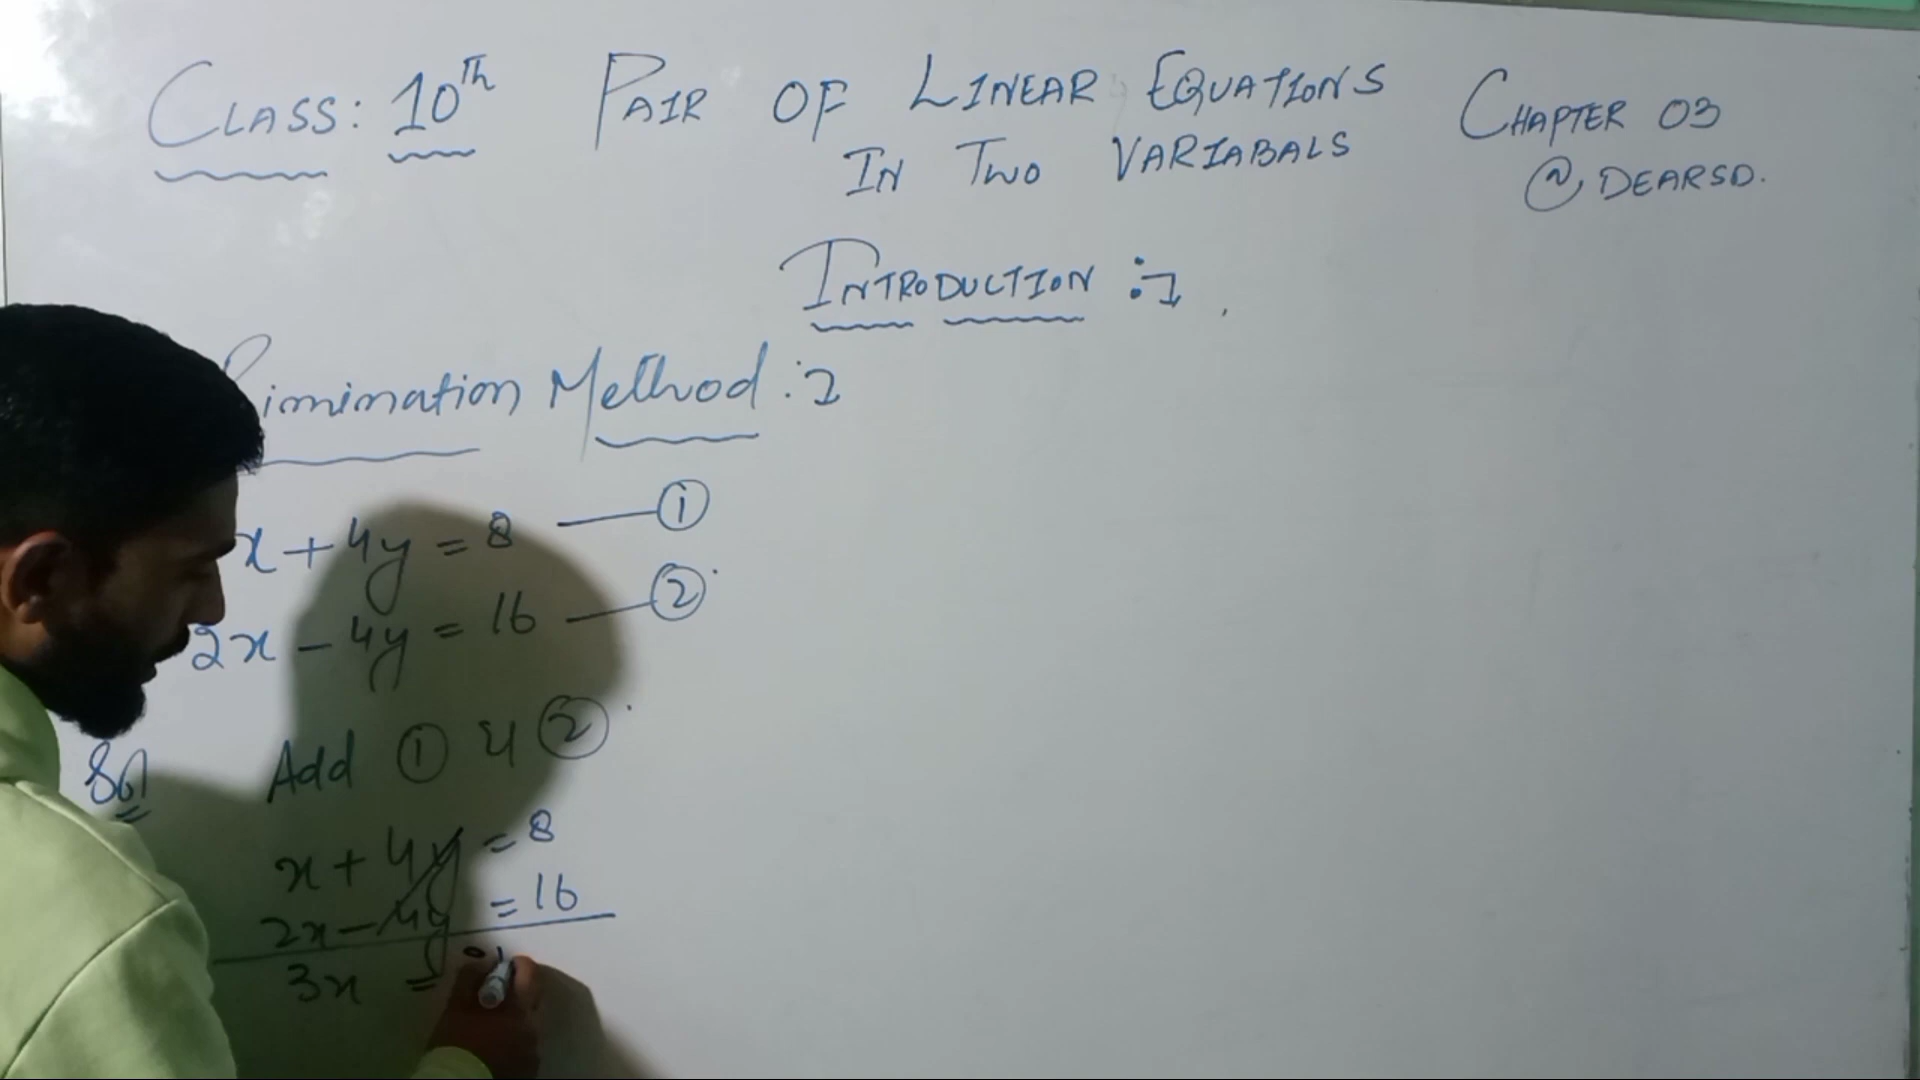 CLASS: 10th PAIR OF LINEAR EQUATIONS CHAPTER 03
IN TWO VARIABALS @DEARSD.
INTRODUCTION :-
imination Method :-
x + 4y = 8 — ①
2x - 4y = 16 — ②
Sol Add ① & ②
x + 4y = 8
2x - 4y = 16
3x =